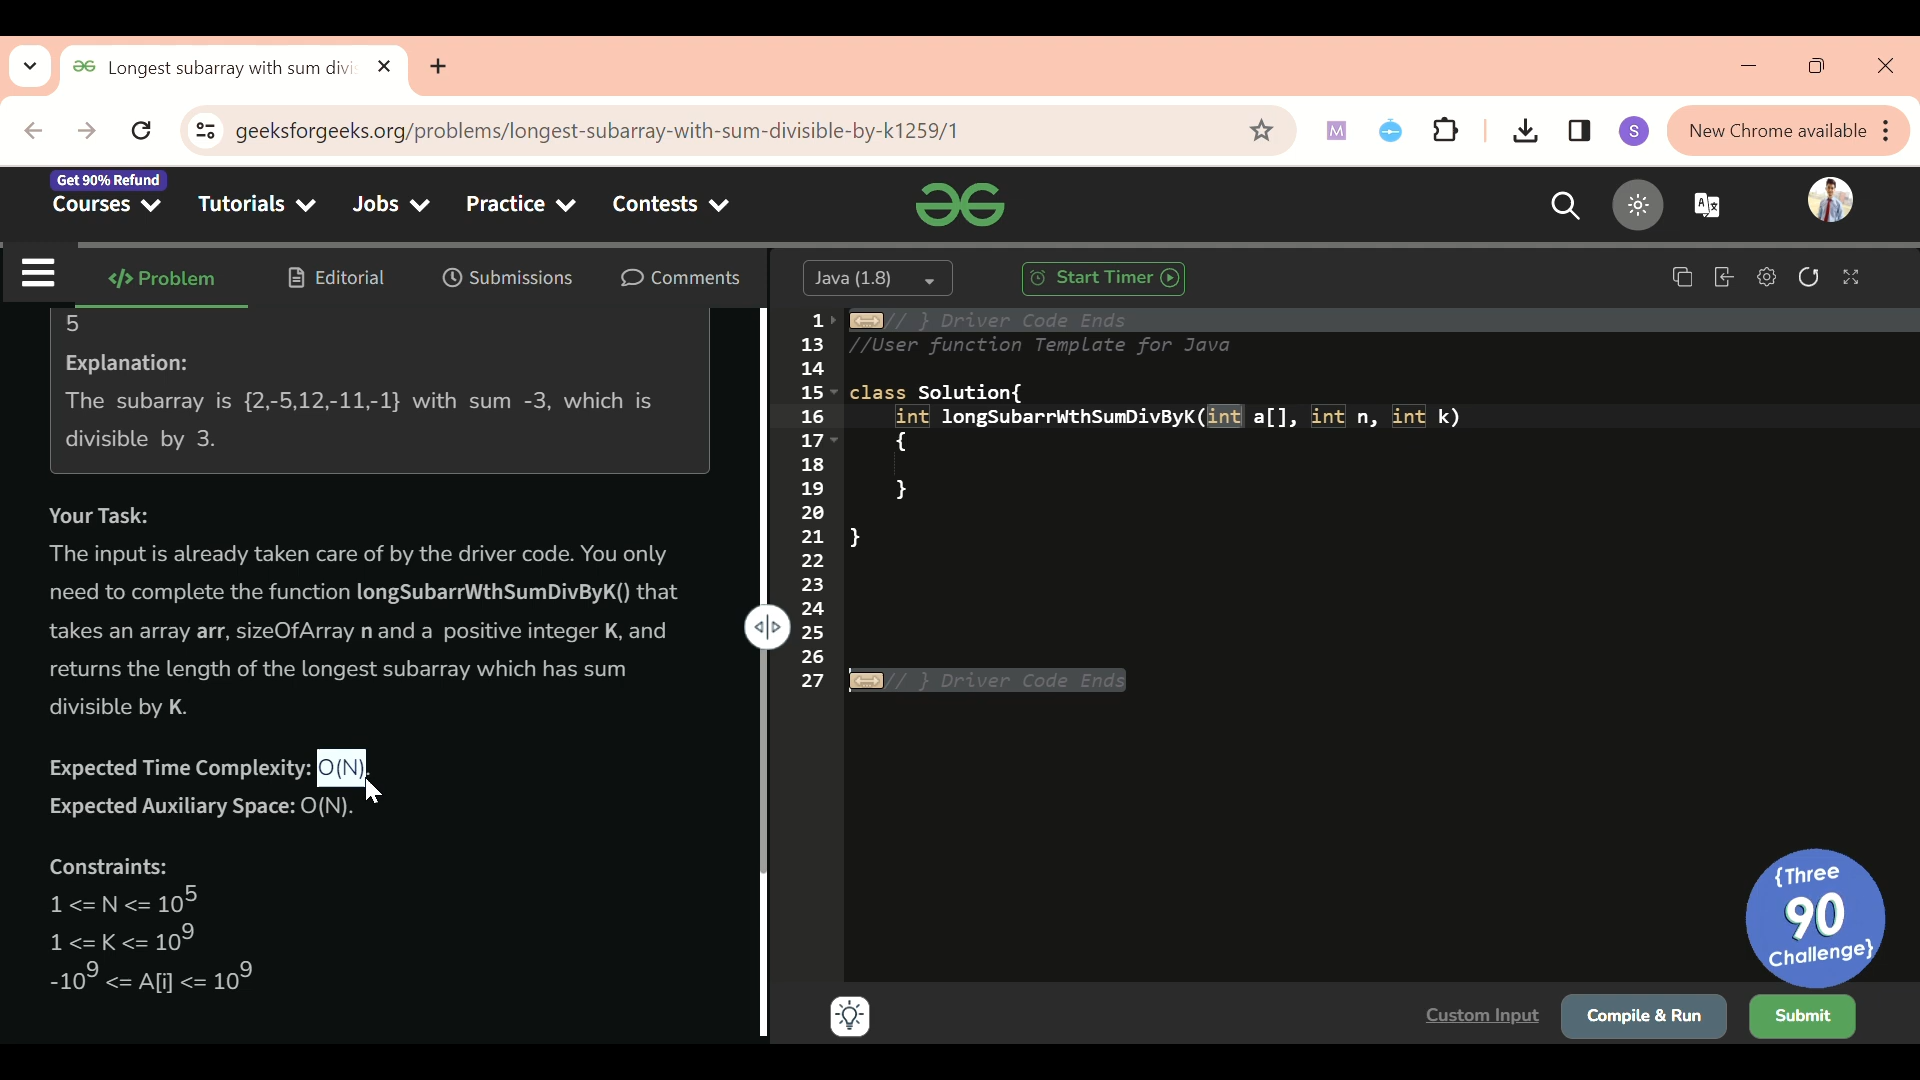 Longest subarray with sum divis
geeksforgeeks.org/problems/longest-subarray-with-sum-divisible-by-k1259/1
M
S
New Chrome available
Get 90% Refund
Courses
Tutorials
Jobs
Practice
Contests
</> Problem
Editorial
Submissions
Comments
Java (1.8)
Start Timer
5
Explanation:
The subarray is {2,-5,12,-11,-1} with sum -3, which is
divisible by 3.
Your Task:
The input is already taken care of by the driver code. You only
need to complete the function longSubarrWthSumDivByK() that
takes an array arr, sizeOfArray n and a positive integer K, and
returns the length of the longest subarray which has sum
divisible by K.
Expected Time Complexity: O(N).
Expected Auxiliary Space: O(N).
Constraints:
1 <= N <= 10^5
1 <= K <= 10^9
-10^9 <= A[i] <= 10^9
1 // } Driver Code Ends
13 //User function Template for Java
14
15 class Solution{
16 int longSubarrWthSumDivByK(int a[], int n, int k)
17 {
18
19 }
20
21 }
22
23
24
25
26
27 // } Driver Code Ends
{Three
90
Challenge}
Custom Input
Compile & Run
Submit